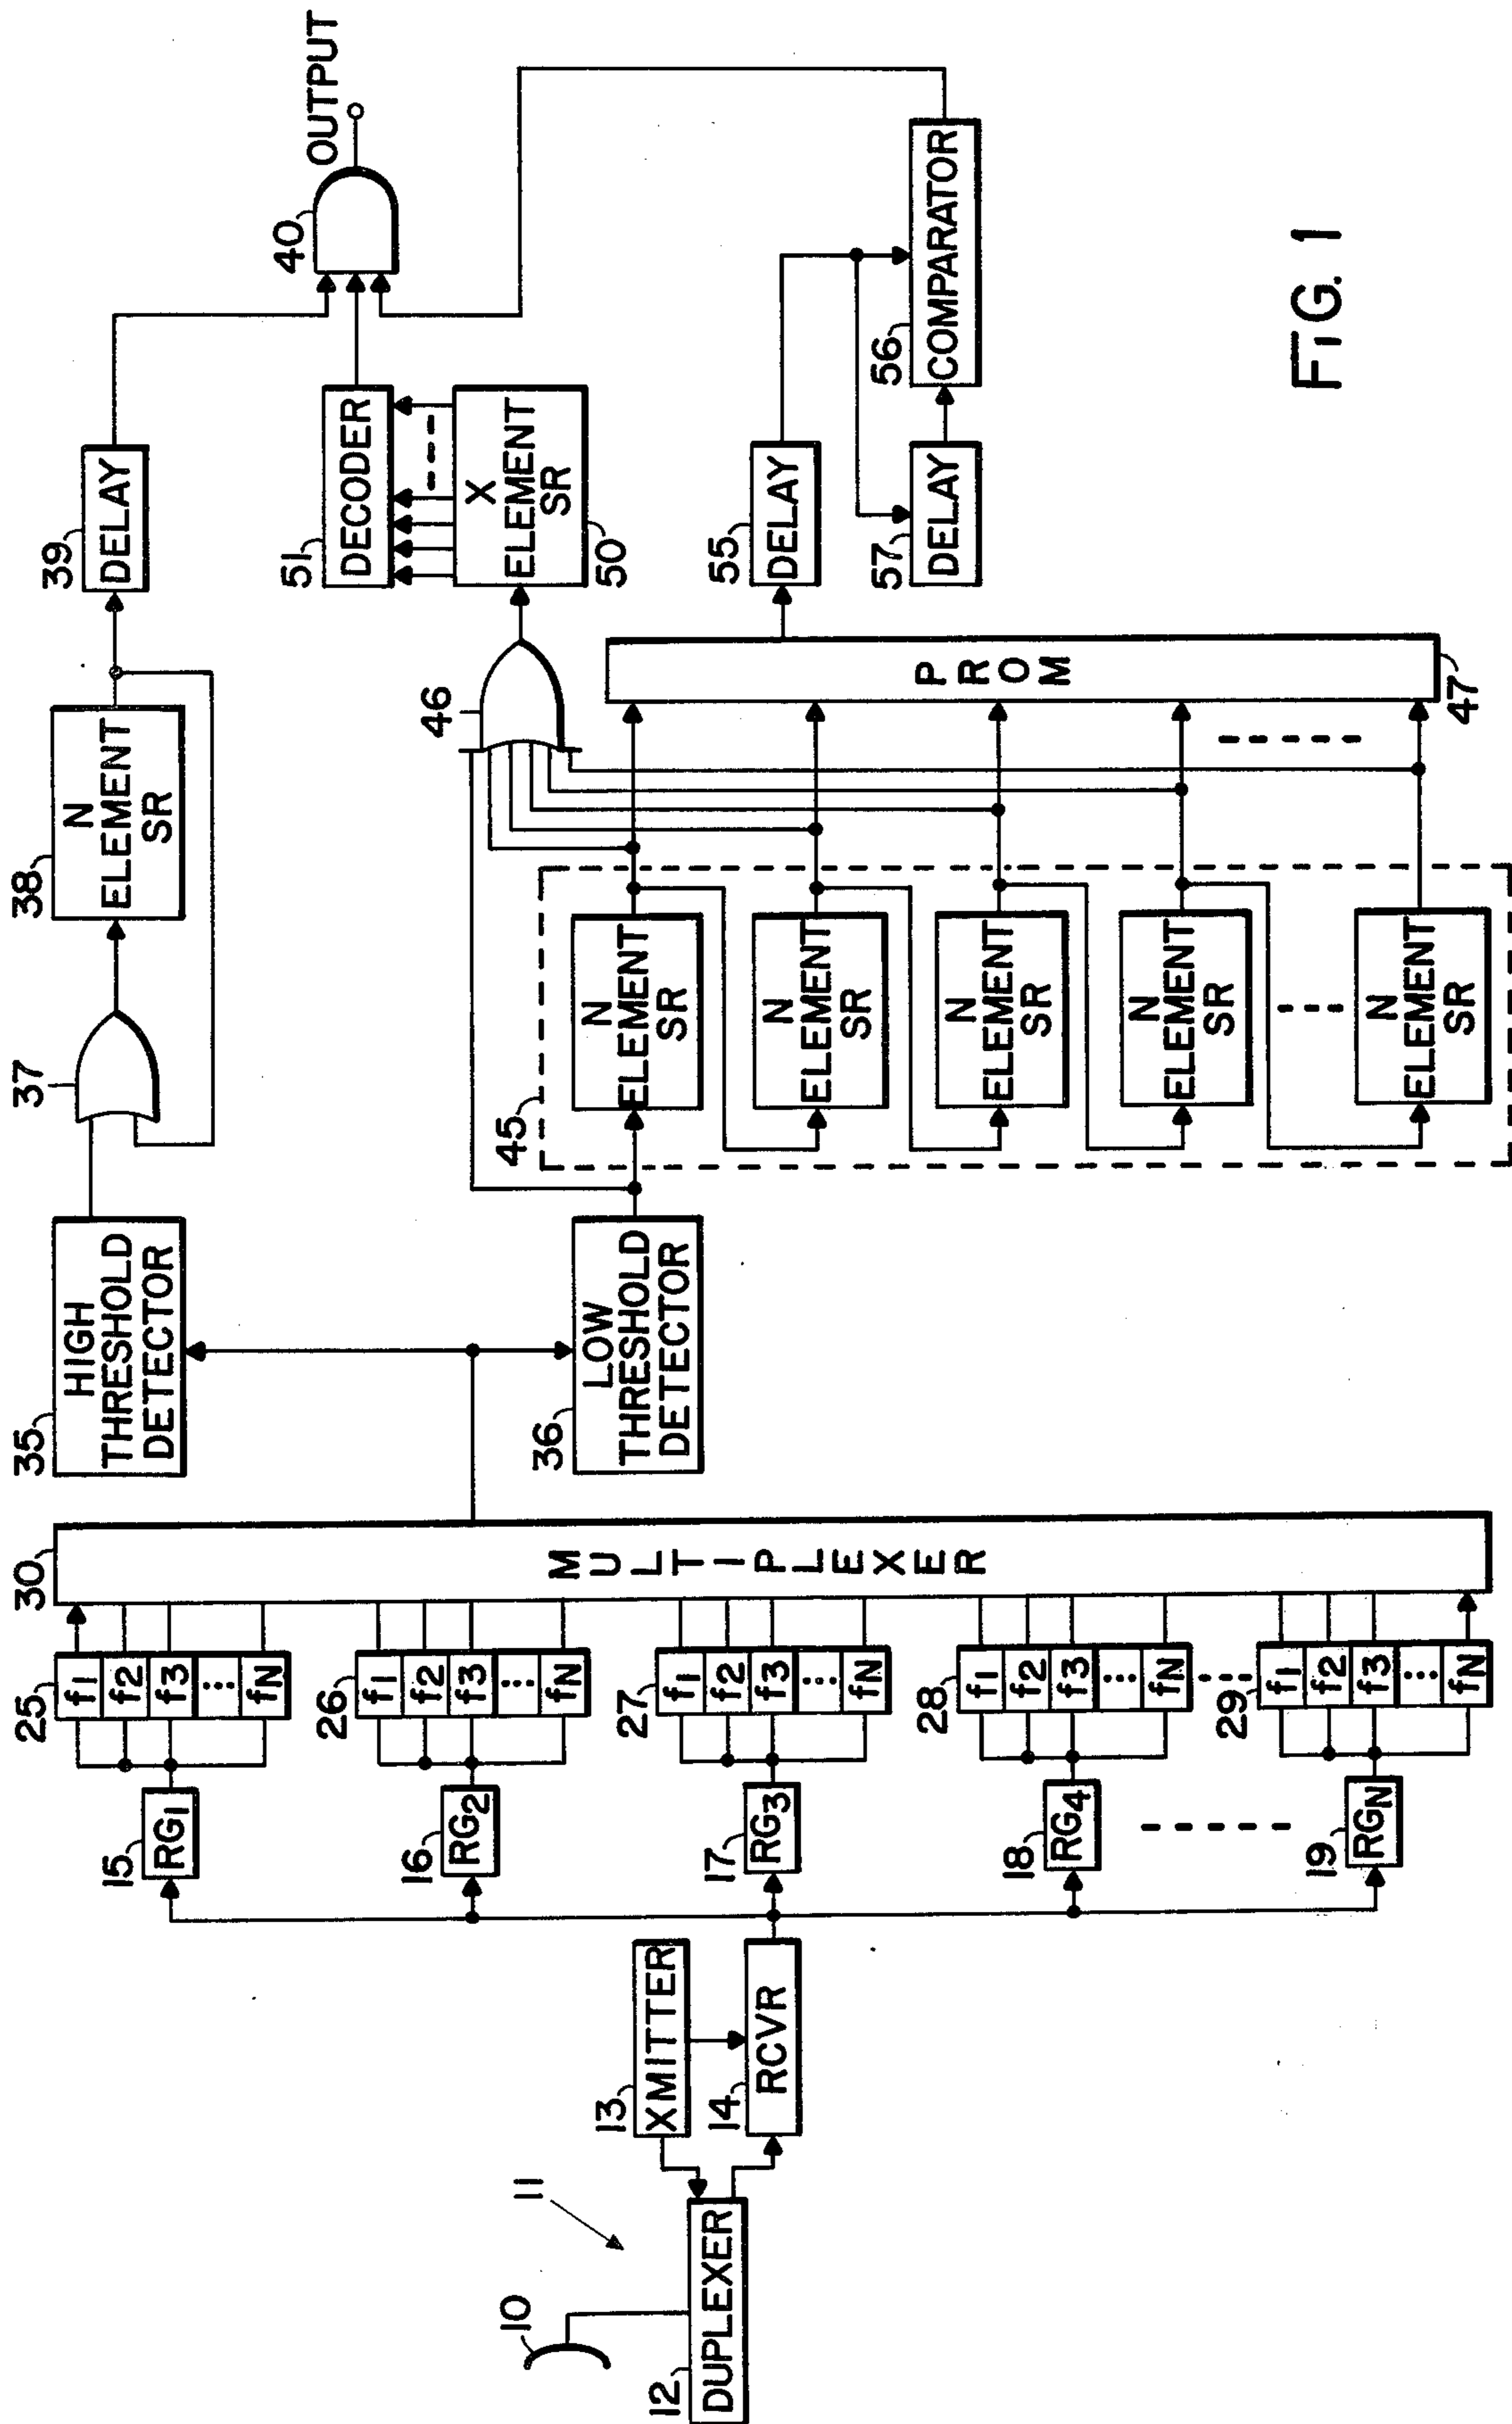 10
11
12
DUPLEXER
13
XMITTER
14
RCVR
15
RG1
16
RG2
17
RG3
18
RG4
19
RGN
25
f1
f2
f3
...
fN
26
f1
f2
f3
...
fN
27
f1
f2
f3
...
fN
28
f1
f2
f3
...
fN
29
f1
f2
f3
...
fN
30
MULTIPLEXER
35
HIGH
THRESHOLD
DETECTOR
36
LOW
THRESHOLD
DETECTOR
37
38
N
ELEMENT
SR
39
DELAY
40
OUTPUT
45
N
ELEMENT
SR
N
ELEMENT
SR
N
ELEMENT
SR
N
ELEMENT
SR
N
ELEMENT
SR
46
PROM
47
51
DECODER
X
ELEMENT
SR
50
55
DELAY
57
DELAY
56
COMPARATOR
FIG. 1